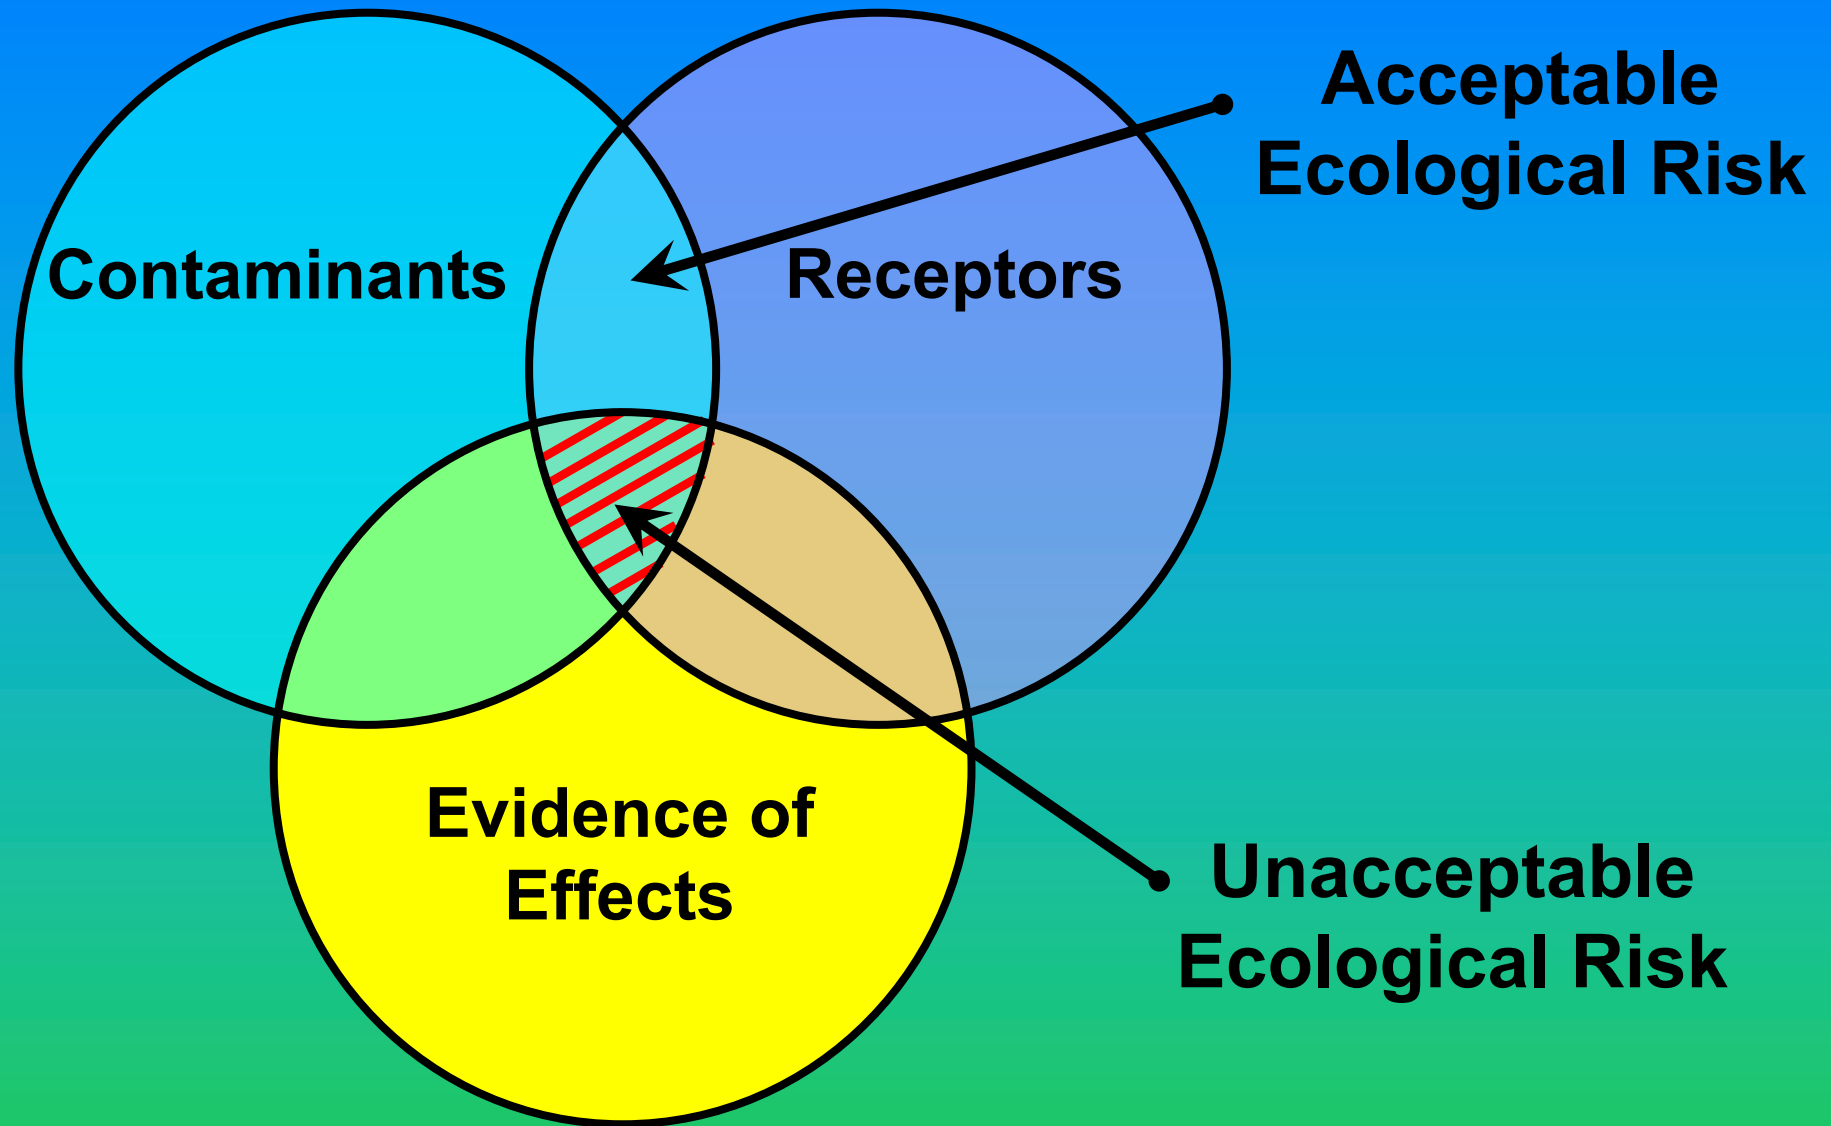 Acceptable
Ecological Risk
Contaminants
Receptors
Evidence of
Effects
Unacceptable
Ecological Risk